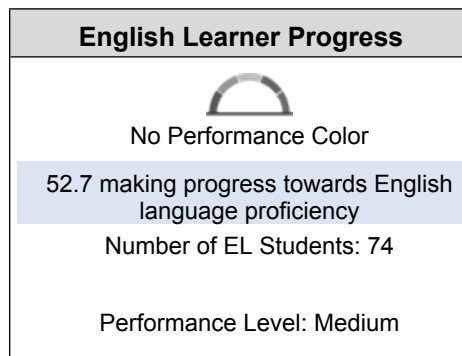 English Learner Progress
No Performance Color
52.7 making progress towards English
language proficiency
Number of EL Students: 74
Performance Level: Medium